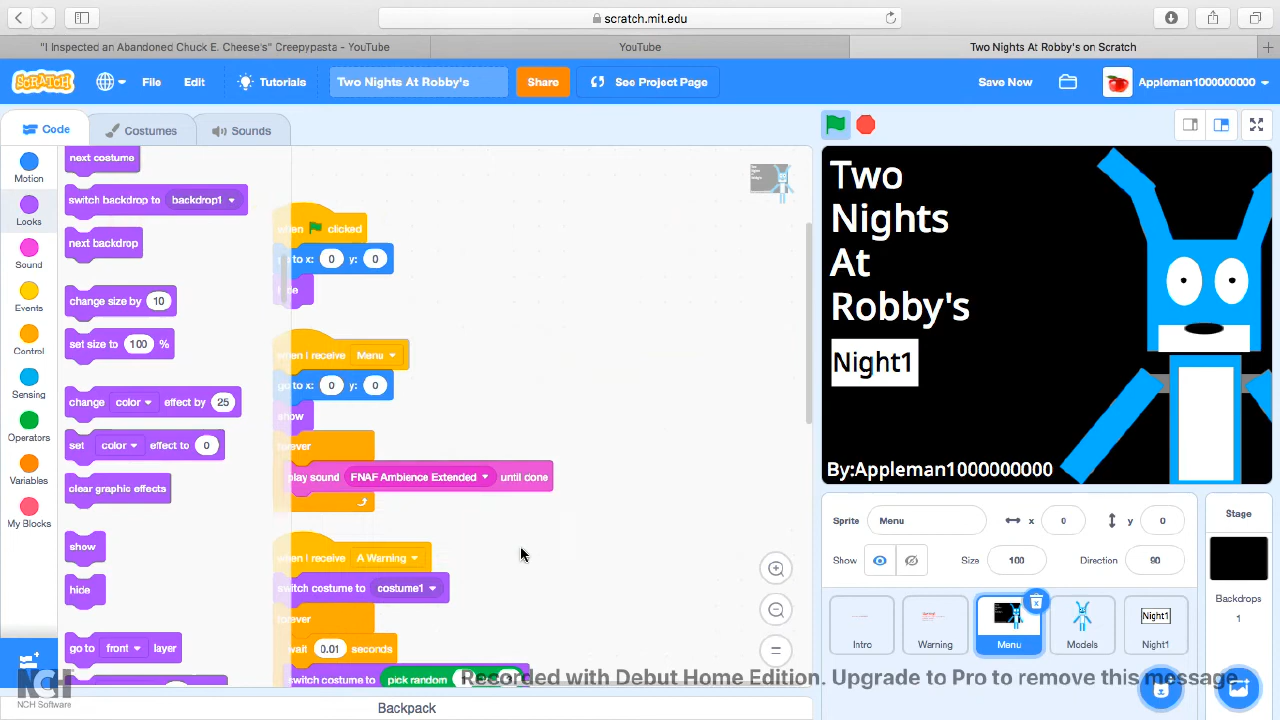 scratch.mit.edu
"I Inspected an Abandoned Chuck E. Cheese's" Creepypasta - YouTube
YouTube
Two Nights At Robby's on Scratch
SCRATCH
File
Edit
Tutorials
Two Nights At Robby's
Share
See Project Page
Save New
Appleman1000000000
Code
Costumes
Sounds
Motion
Looks
Sound
Events
Control
Sensing
Operators
Variables
My Blocks
next costume
switch backdrop to backdrop1
next backdrop
change size by 10
set size to 100 %
change color effect by 25
set color effect to 0
clear graphic effects
show
hide
go to front layer
when clicked
go to x: 0 y: 0
hide
when I receive Menu
go to x: 0 y: 0
show
forever
play sound FNAF Ambience Extended until done
when I receive A Warning
switch costume to costume1
forever
wait 0.01 seconds
switch costume to pick random
Two
Nights
At
Robby's
Night1
By:Appleman1000000000
Sprite Menu x 0 y 0
Show Size 100 Direction 90
Stage
Backdrops
1
Intro
Warning
Menu
Models
Night1
Night1
Backpack
NCH
NCH Software
Recorded with Debut Home Edition. Upgrade to Pro to remove this message.